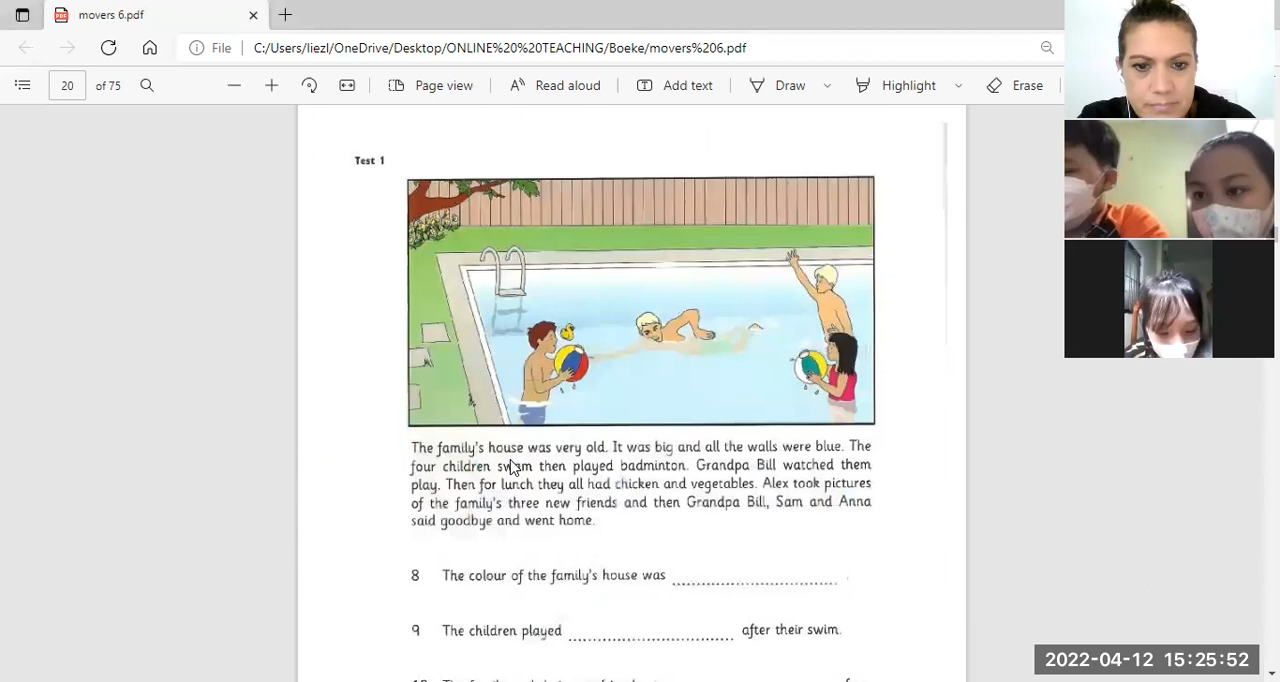 movers 6.pdf
File | C:/Users/liezl/OneDrive/Desktop/ONLINE%20%20TEACHING/Boeke/movers%206.pdf
20 of 75 Page view Read aloud Add text Draw Highlight Erase
Test 1
The family's house was very old. It was big and all the walls were blue. The
four children swam then played badminton. Grandpa Bill watched them
play. Then for lunch they all had chicken and vegetables. Alex took pictures
of the family's three new friends and then Grandpa Bill, Sam and Anna
said goodbye and went home.
8 The colour of the family's house was .
9 The children played after their swim.
2022-04-12 15:25:52